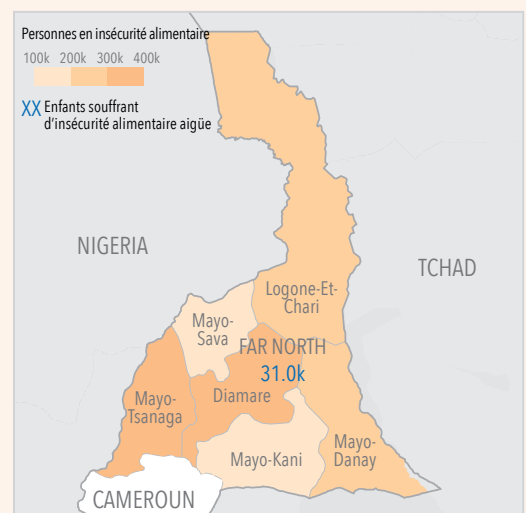 Personnes en insécurité alimentaire
100k 200k 300k 400k
XX Enfants souffrant
d'insécurité alimentaire aigüe
NIGERIA
TCHAD
Logone-Et-
Chari
Mayo-
Sava
FAR NORTH
31.0k
Mayo-
Tsanaga
Diamare
Mayo-
Danay
Mayo-Kani
CAMEROUN